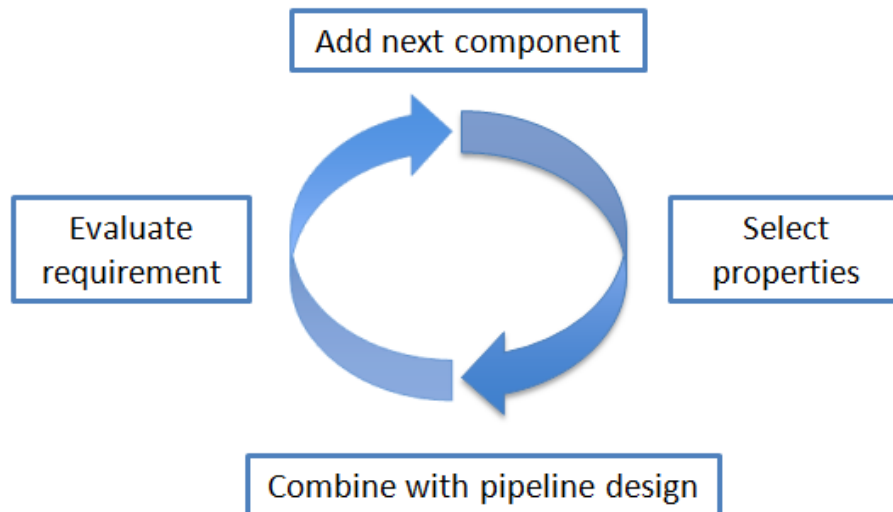 Add next component
Evaluate
requirement
Select
properties
Combine with pipeline design